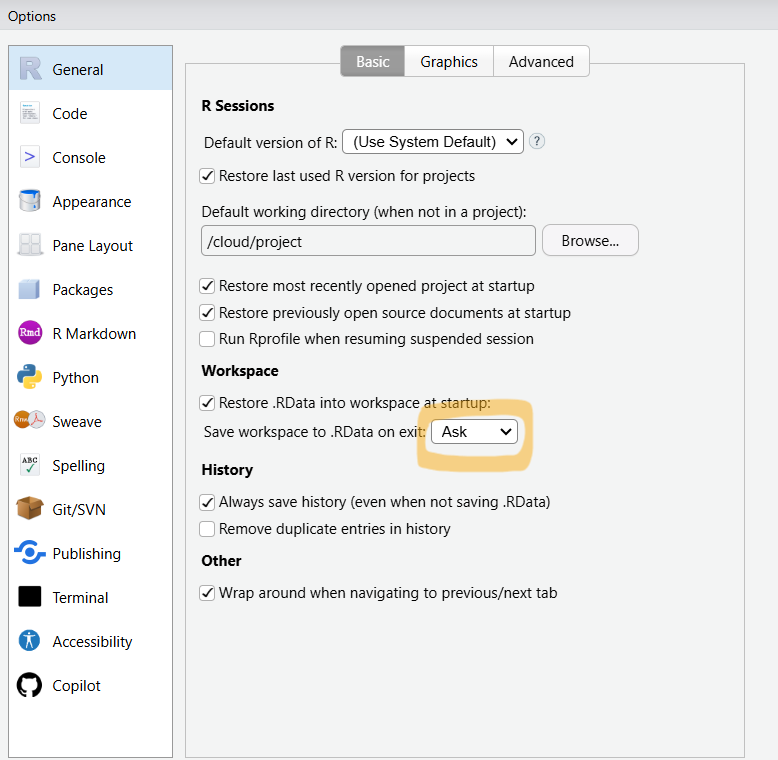 Options
General
Code
Console
Appearance
Pane Layout
Packages
Rmd R Markdown
Python
Sweave
ABC Spelling
Git/SVN
Publishing
Terminal
Accessibility
Copilot
Basic Graphics Advanced
R Sessions
Default version of R: (Use System Default) ?
Restore last used R version for projects
Default working directory (when not in a project):
/cloud/project Browse...
Restore most recently opened project at startup
Restore previously open source documents at startup
Run Rprofile when resuming suspended session
Workspace
Restore .RData into workspace at startup:
Save workspace to .RData on exit: Ask
History
Always save history (even when not saving .RData)
Remove duplicate entries in history
Other
Wrap around when navigating to previous/next tab